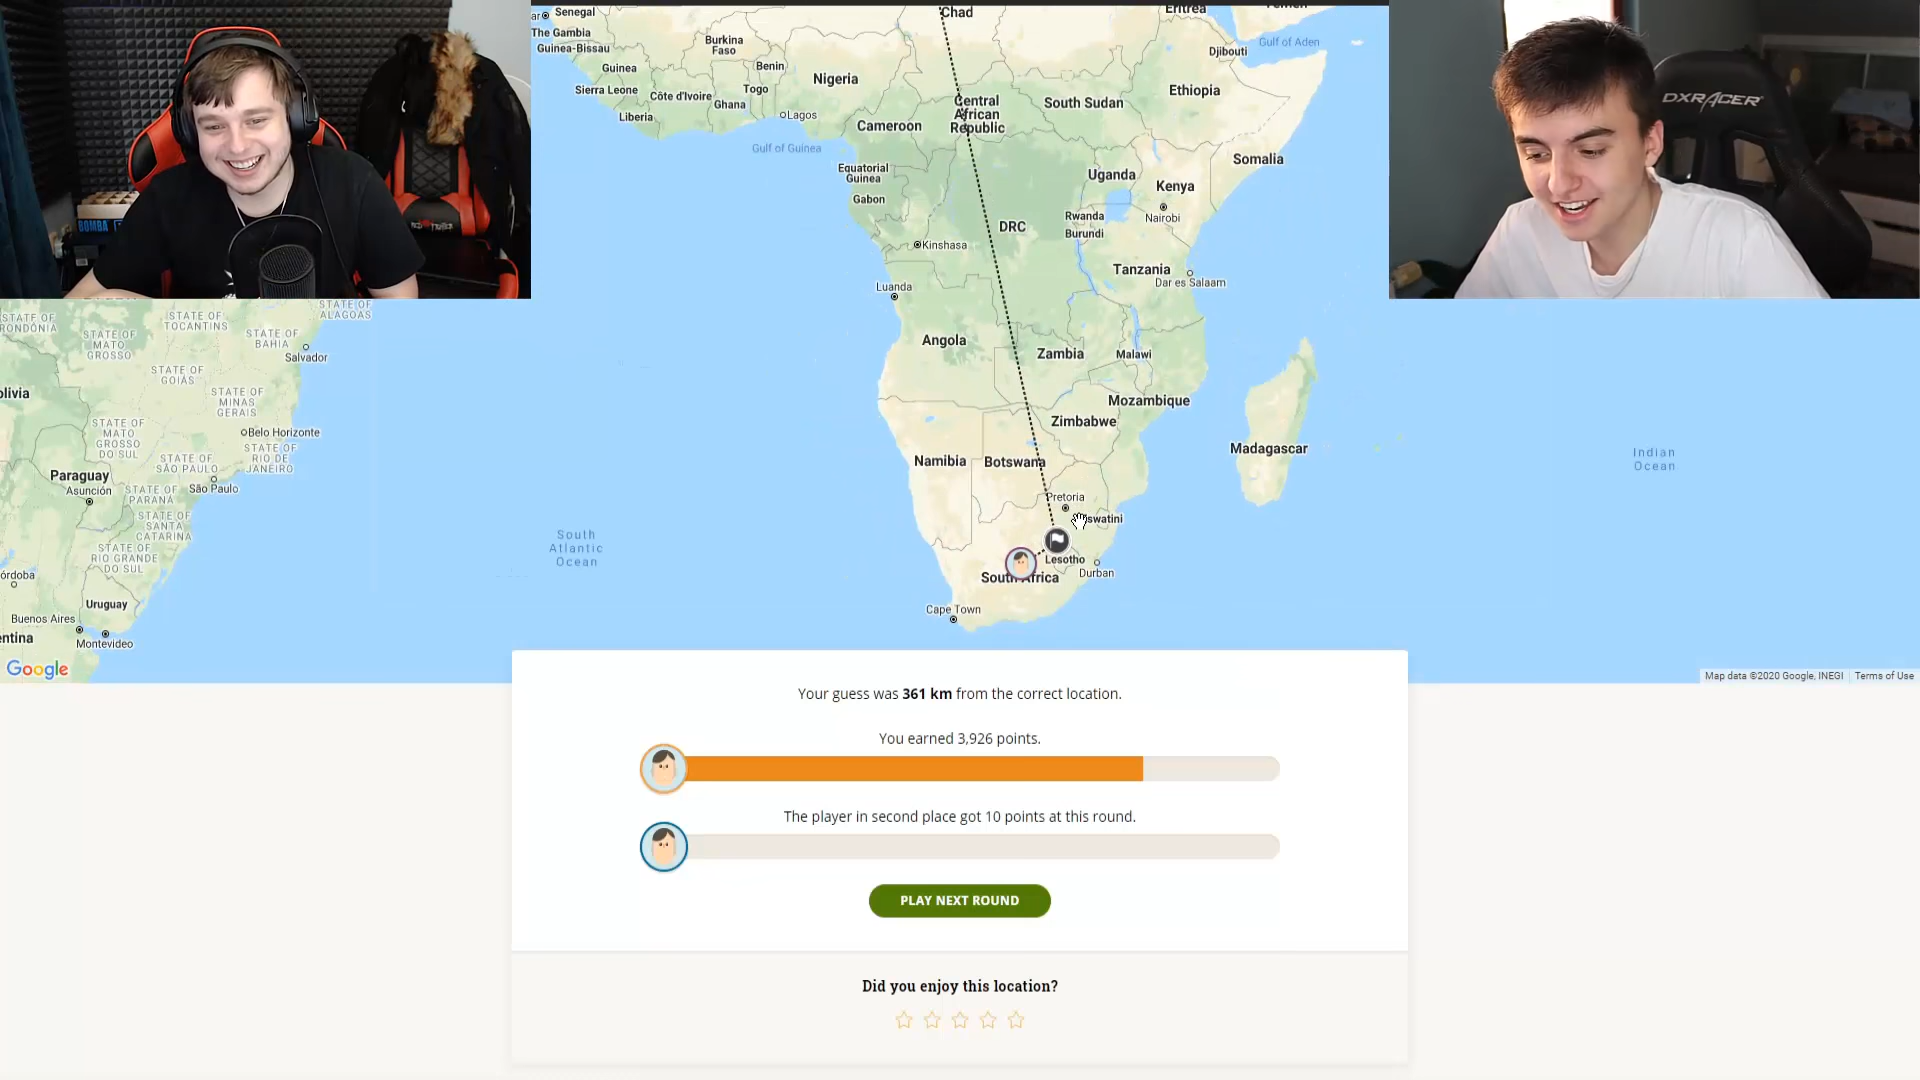 Chad
Senegal
The Gambia
Guinea-Bissau
Burkina
Faso
Guinea
Sierra Leone
Liberia
Côte d'Ivoire
Ghana
Togo
Benin
Nigeria
Lagos
Gulf of Guinea
Cameroon
Central
African
Republic
South Sudan
Eritrea
Djibouti
Gulf of Aden
Ethiopia
Somalia
Equatorial
Guinea
Gabon
Uganda
Kenya
Nairobi
Rwanda
Burundi
DRC
Kinshasa
Luanda
Tanzania
Dar es Salaam
Angola
Zambia
Malawi
Mozambique
Zimbabwe
Namibia
Botswana
Madagascar
Pretoria
swatini
Lesotho
Durban
South Africa
Cape Town
South
Atlantic
Ocean
Indian
Ocean
BOMBA
DXRACER
STATE OF
RONDÔNIA
STATE OF
MATO
GROSSO
STATE OF
TOCANTINS
STATE OF
ALAGOAS
STATE OF
BAHIA
Salvador
STATE OF
GOIÁS
STATE OF
MINAS
GERAIS
olivia
STATE OF
MATO
GROSSO
DO SUL
Belo Horizonte
STATE OF
SÃO PAULO
STATE OF
RIO DE
JANEIRO
Paraguay
Asunción
STATE OF
PARANÁ
São Paulo
STATE OF
SANTA
CATARINA
STATE OF
RIO GRANDE
DO SUL
órdoba
Uruguay
Buenos Aires
entina
Montevideo
Google
Map data ©2020 Google, INEGI
Terms of Use
Your guess was 361 km from the correct location.
You earned 3,926 points.
The player in second place got 10 points at this round.
PLAY NEXT ROUND
Did you enjoy this location?